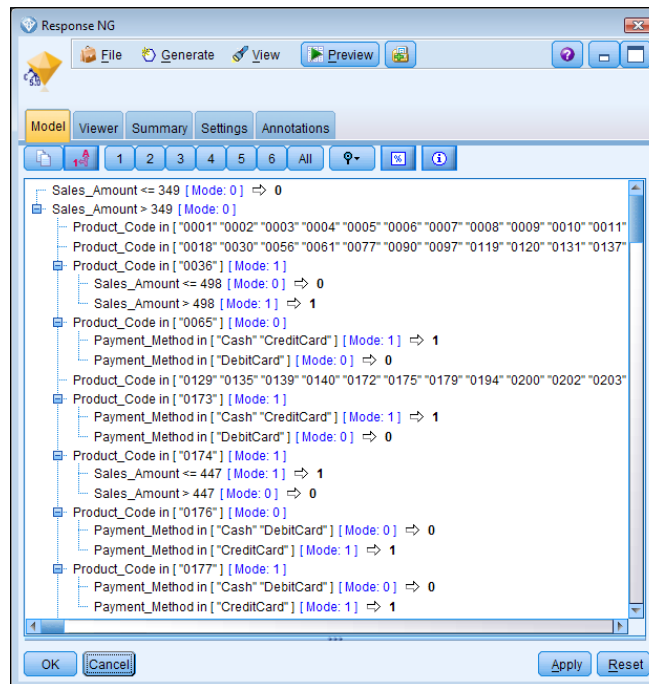 Response NG
File Generate View Preview
Model Viewer Summary Settings Annotations
1 2 3 4 5 6 All %
Sales_Amount <= 349 [ Mode: 0 ] ⇨ 0
Sales_Amount > 349 [ Mode: 0 ]
Product_Code in [ "0001" "0002" "0003" "0004" "0005" "0006" "0007" "0008" "0009" "0010" "0011"
Product_Code in [ "0018" "0030" "0056" "0061" "0077" "0090" "0097" "0119" "0120" "0131" "0137"
Product_Code in [ "0036" ] [ Mode: 1 ]
Sales_Amount <= 498 [ Mode: 0 ] ⇨ 0
Sales_Amount > 498 [ Mode: 1 ] ⇨ 1
Product_Code in [ "0065" ] [ Mode: 0 ]
Payment_Method in [ "Cash" "CreditCard" ] [ Mode: 1 ] ⇨ 1
Payment_Method in [ "DebitCard" ] [ Mode: 0 ] ⇨ 0
Product_Code in [ "0129" "0135" "0139" "0140" "0172" "0175" "0179" "0194" "0200" "0202" "0203"
Product_Code in [ "0173" ] [ Mode: 1 ]
Payment_Method in [ "Cash" "CreditCard" ] [ Mode: 1 ] ⇨ 1
Payment_Method in [ "DebitCard" ] [ Mode: 0 ] ⇨ 0
Product_Code in [ "0174" ] [ Mode: 1 ]
Sales_Amount <= 447 [ Mode: 1 ] ⇨ 1
Sales_Amount > 447 [ Mode: 0 ] ⇨ 0
Product_Code in [ "0176" ] [ Mode: 0 ]
Payment_Method in [ "Cash" "DebitCard" ] [ Mode: 0 ] ⇨ 0
Payment_Method in [ "CreditCard" ] [ Mode: 1 ] ⇨ 1
Product_Code in [ "0177" ] [ Mode: 1 ]
Payment_Method in [ "Cash" "DebitCard" ] [ Mode: 0 ] ⇨ 0
Payment_Method in [ "CreditCard" ] [ Mode: 1 ] ⇨ 1
OK Cancel Apply Reset